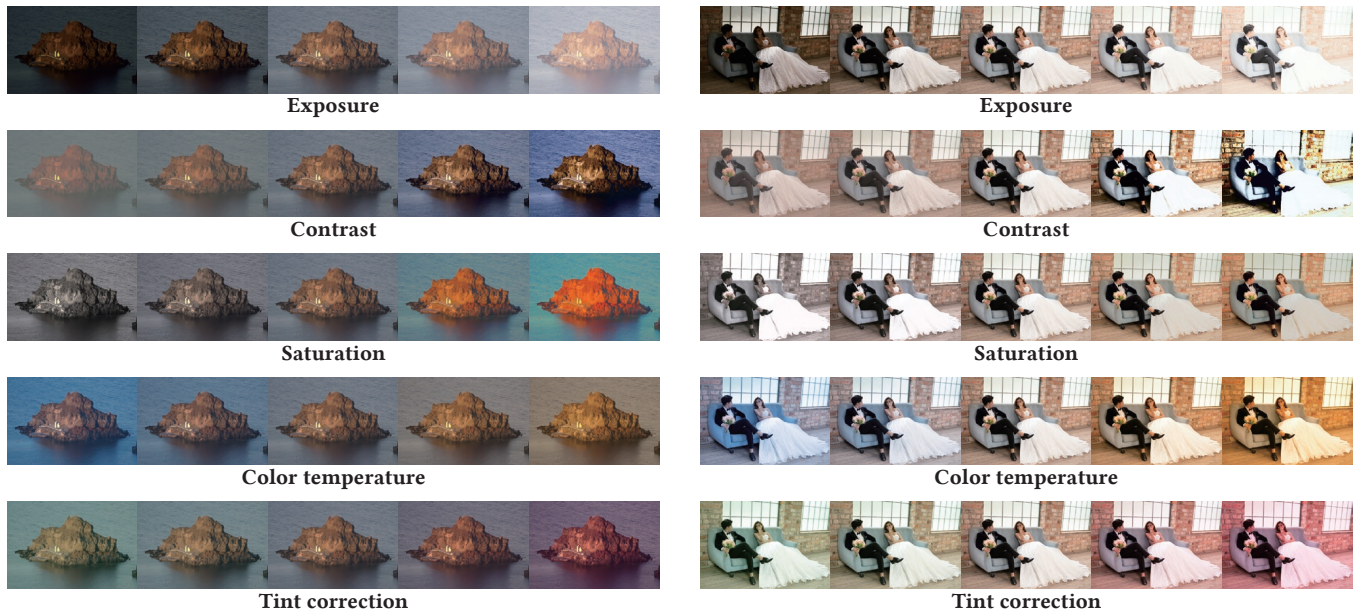 Exposure
Exposure
Contrast
Contrast
Saturation
Saturation
Color temperature
Color temperature
Tint correction
Tint correction